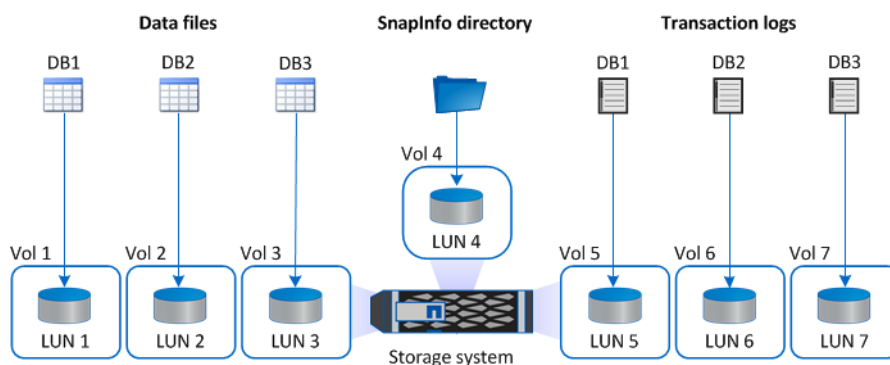 Data files
SnapInfo directory
Transaction logs
DB1
DB2
DB3
DB1
DB2
DB3
Vol 4
LUN 4
Vol 1
Vol 2
Vol 3
Vol 5
Vol 6
Vol 7
LUN 1
LUN 2
LUN 3
LUN 5
LUN 6
LUN 7
Storage system